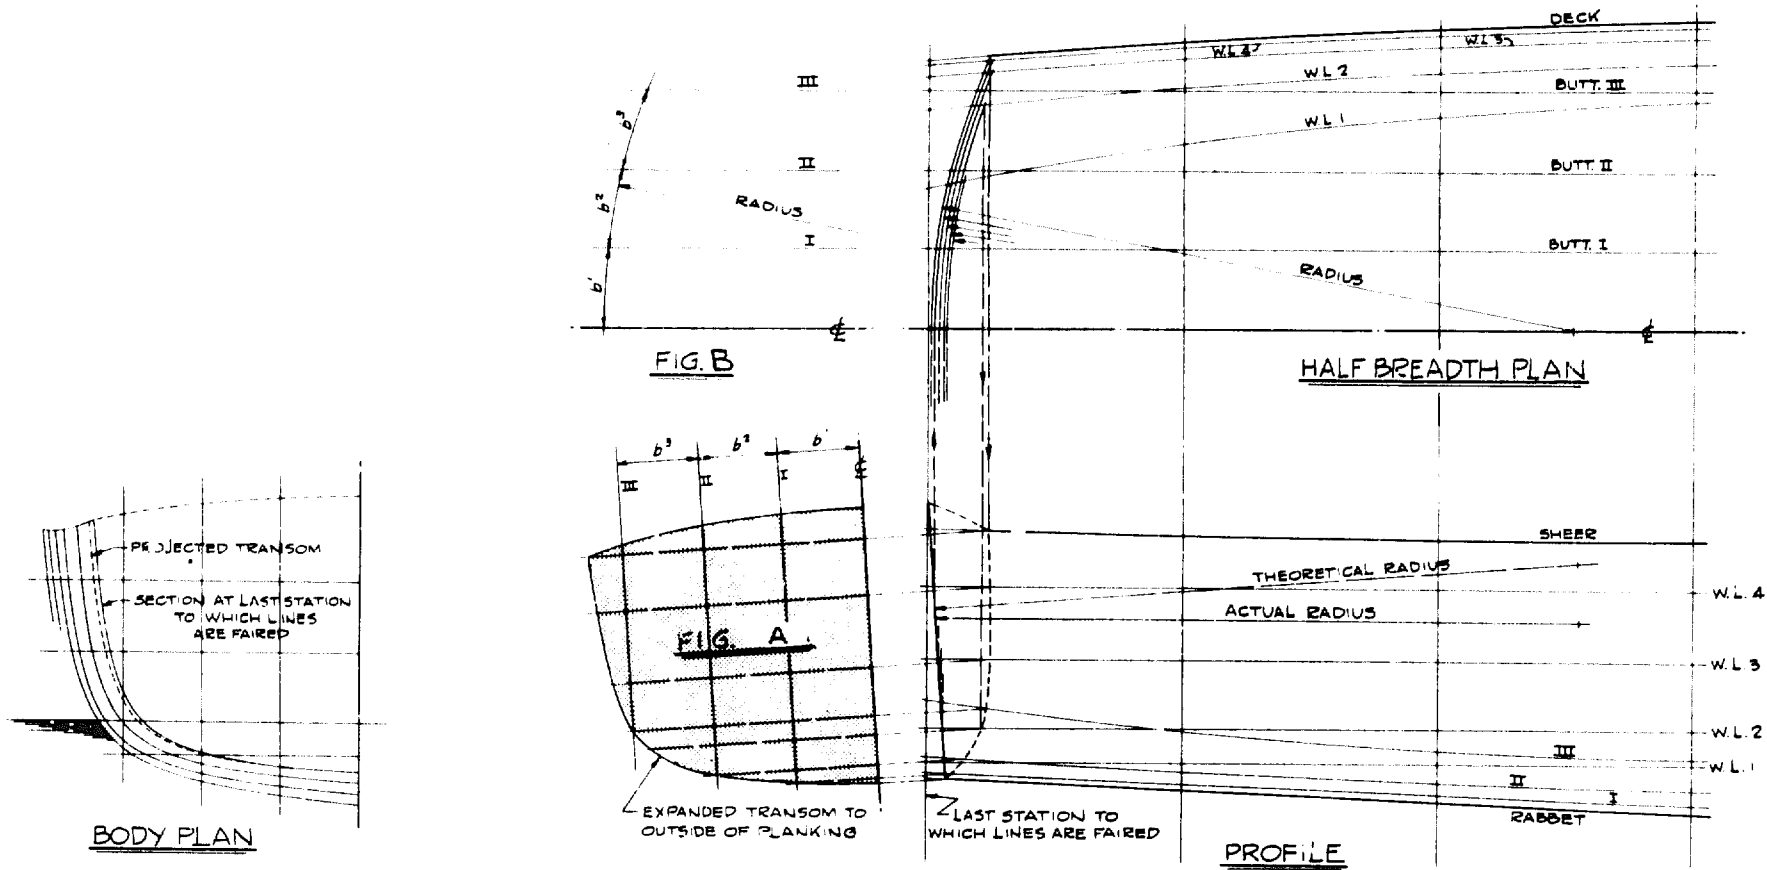 DECK
W.L.4
W.L.3
W.L.2
BUTT. III
W.L.1
BUTT. II
BUTT. I
RADIUS
℄
HALF BREADTH PLAN
III
b³
II
b²
RADIUS
I
b'
℄
FIG. B
b³
b²
b'
III
II
I
℄
FIG. A
EXPANDED TRANSOM TO
OUTSIDE OF PLANKING
PROJECTED TRANSOM
SECTION AT LAST STATION
TO WHICH LINES
ARE FAIRED
BODY PLAN
SHEER
THEORETICAL RADIUS
W.L.4
ACTUAL RADIUS
W.L.3
W.L.2
III
W.L.1
II
I
RABBET
LAST STATION TO
WHICH LINES ARE FAIRED
PROFILE